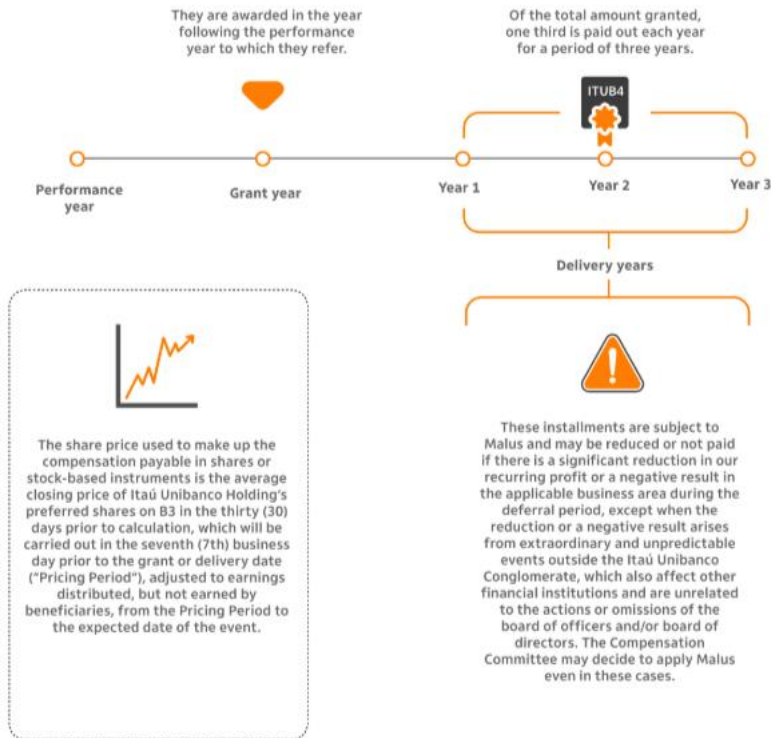 They are awarded in the year
following the performance
year to which they refer.
Of the total amount granted,
one third is paid out each year
for a period of three years.
ITUB4
Performance
year
Grant year
Year 1
Year 2
Year 3
Delivery years
The share price used to make up the
compensation payable in shares or
stock-based instruments is the average
closing price of Itaú Unibanco Holding's
preferred shares on B3 in the thirty (30)
days prior to calculation, which will be
carried out in the seventh (7th) business
day prior to the grant or delivery date
("Pricing Period"), adjusted to earnings
distributed, but not earned by
beneficiaries, from the Pricing Period to
the expected date of the event.
These installments are subject to
Malus and may be reduced or not paid
if there is a significant reduction in our
recurring profit or a negative result in
the applicable business area during the
deferral period, except when the
reduction or a negative result arises
from extraordinary and unpredictable
events outside the Itaú Unibanco
Conglomerate, which also affect other
financial institutions and are unrelated
to the actions or omissions of the
board of officers and/or board of
directors. The Compensation
Committee may decide to apply Malus
even in these cases.